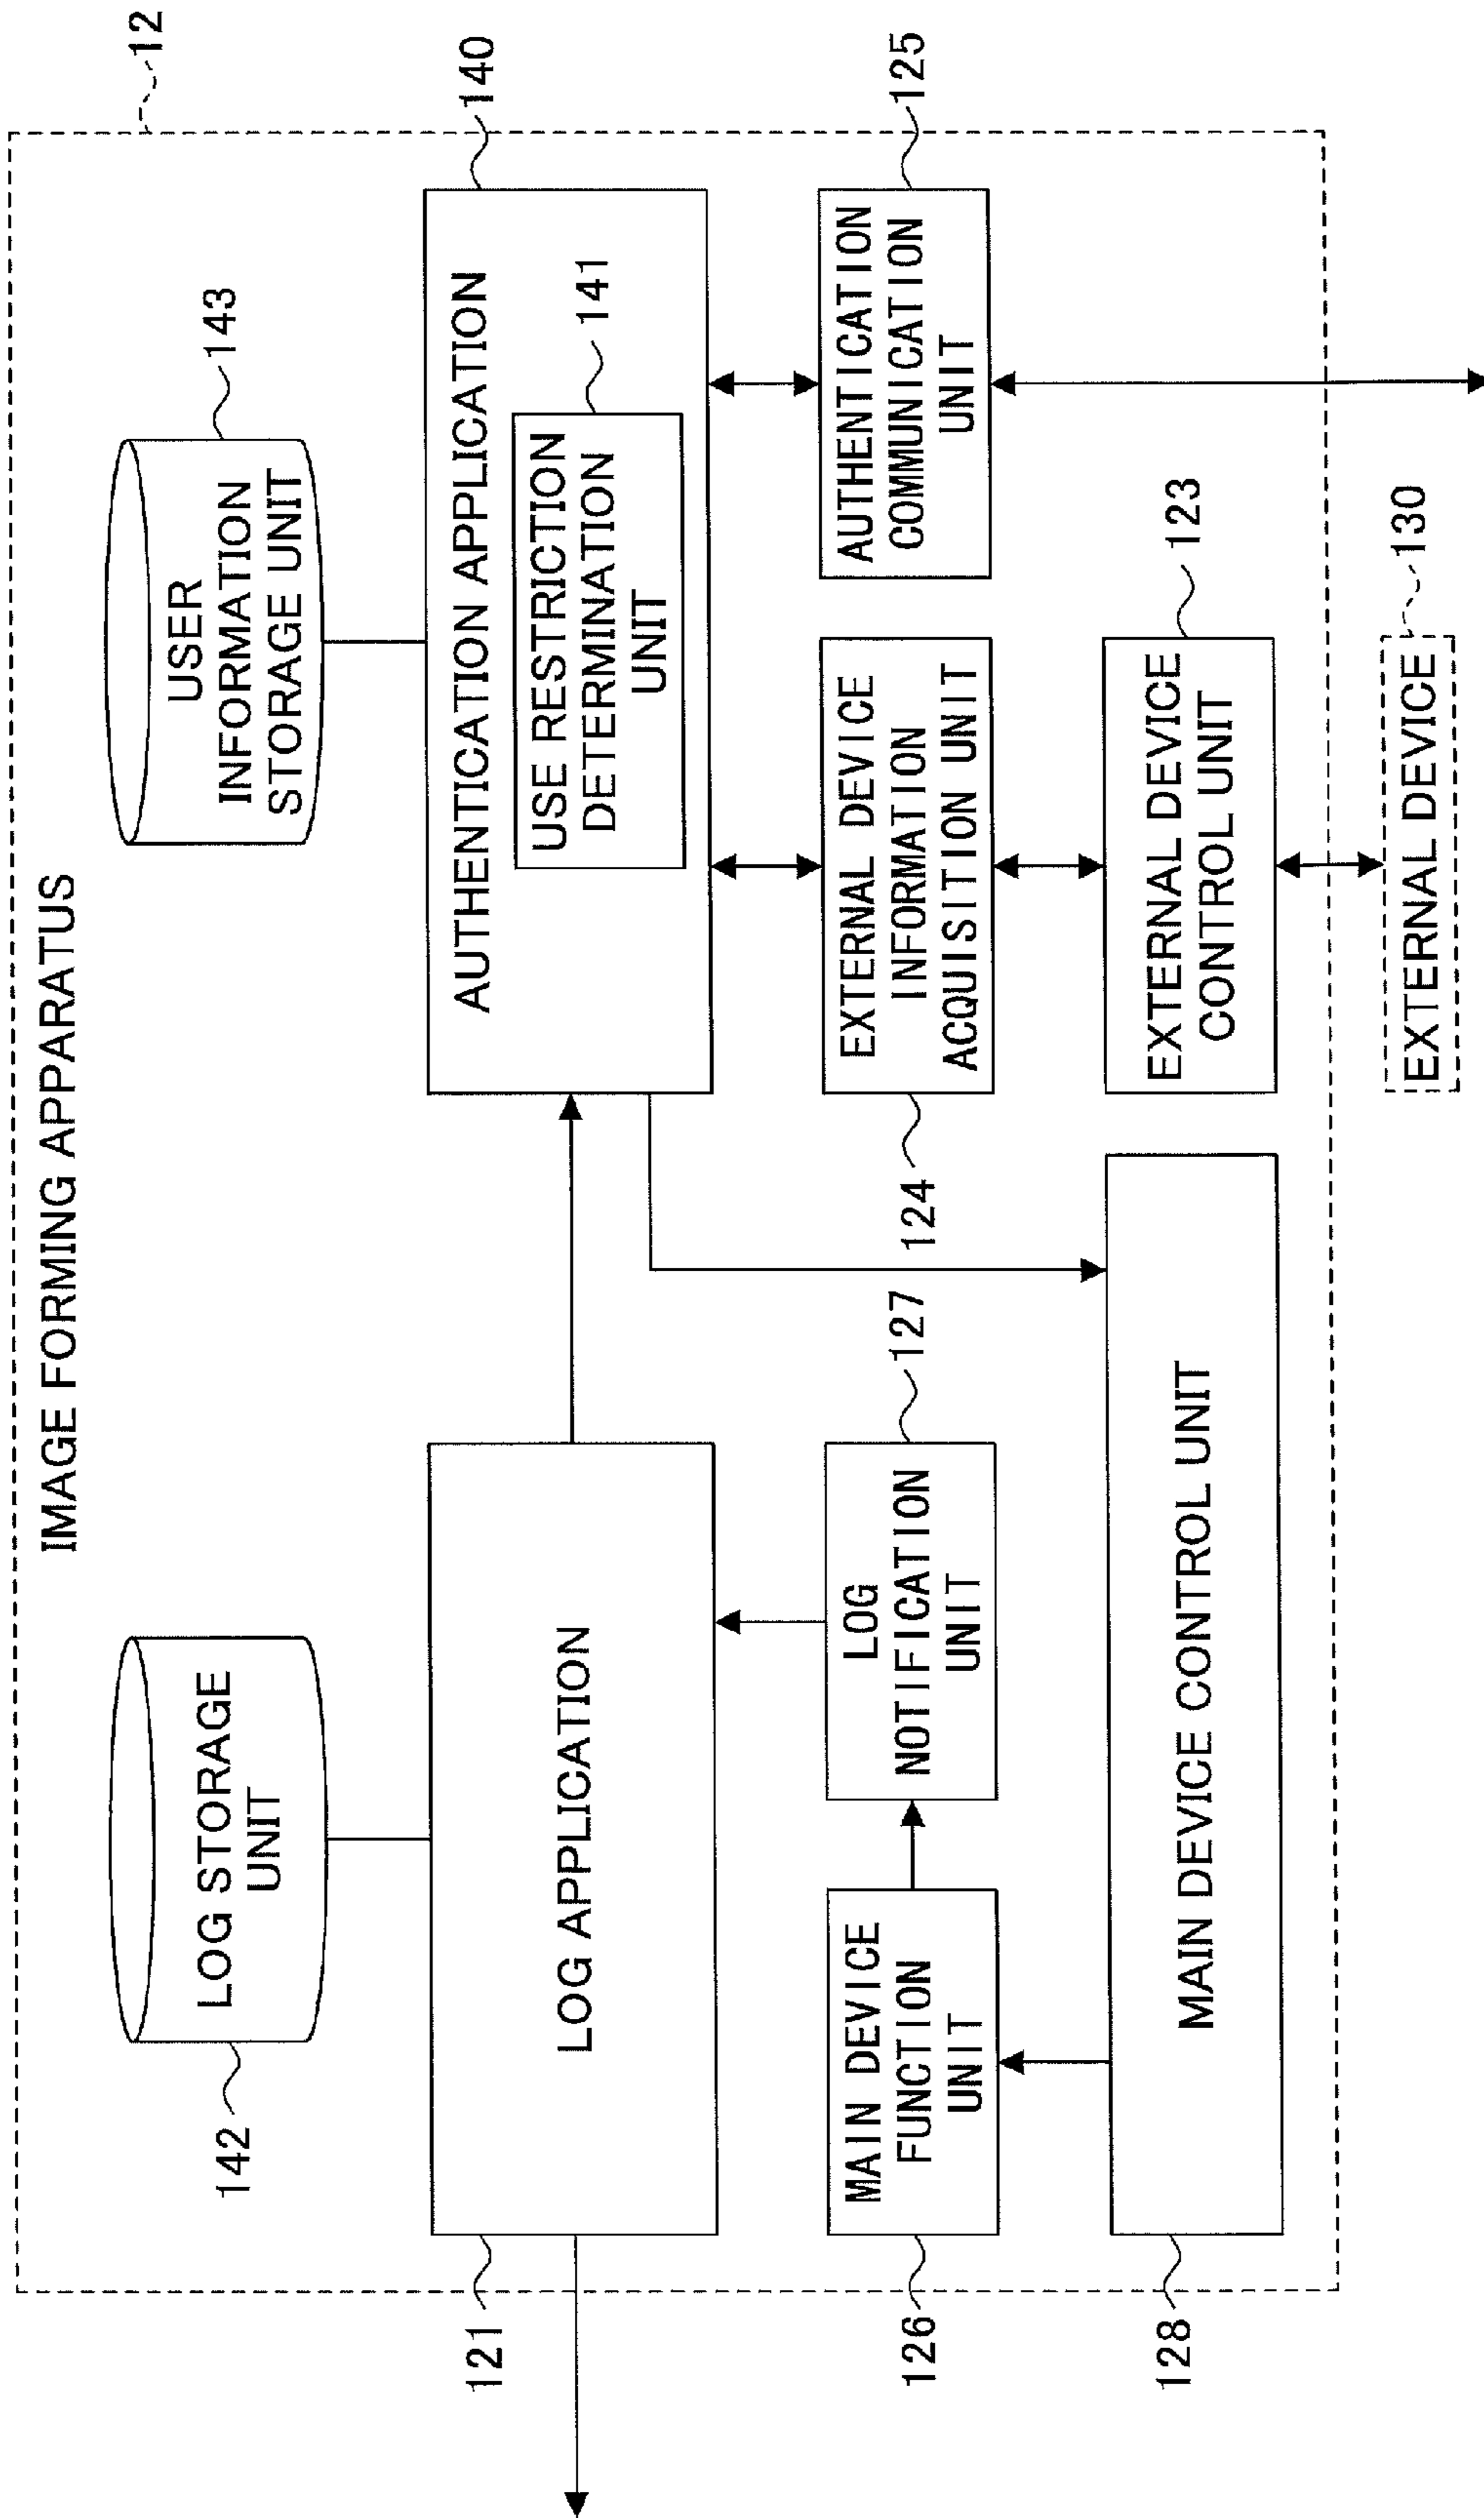 IMAGE FORMING APPARATUS
12
LOG STORAGE
UNIT
142
USER
INFORMATION
STORAGE UNIT
143
LOG APPLICATION
121
AUTHENTICATION APPLICATION
140
USE RESTRICTION
DETERMINATION
UNIT
141
MAIN DEVICE
FUNCTION
UNIT
126
LOG
NOTIFICATION
UNIT
127
EXTERNAL DEVICE
INFORMATION
ACQUISITION UNIT
124
AUTHENTICATION
COMMUNICATION
UNIT
125
MAIN DEVICE CONTROL UNIT
128
EXTERNAL DEVICE
CONTROL UNIT
123
EXTERNAL DEVICE
130